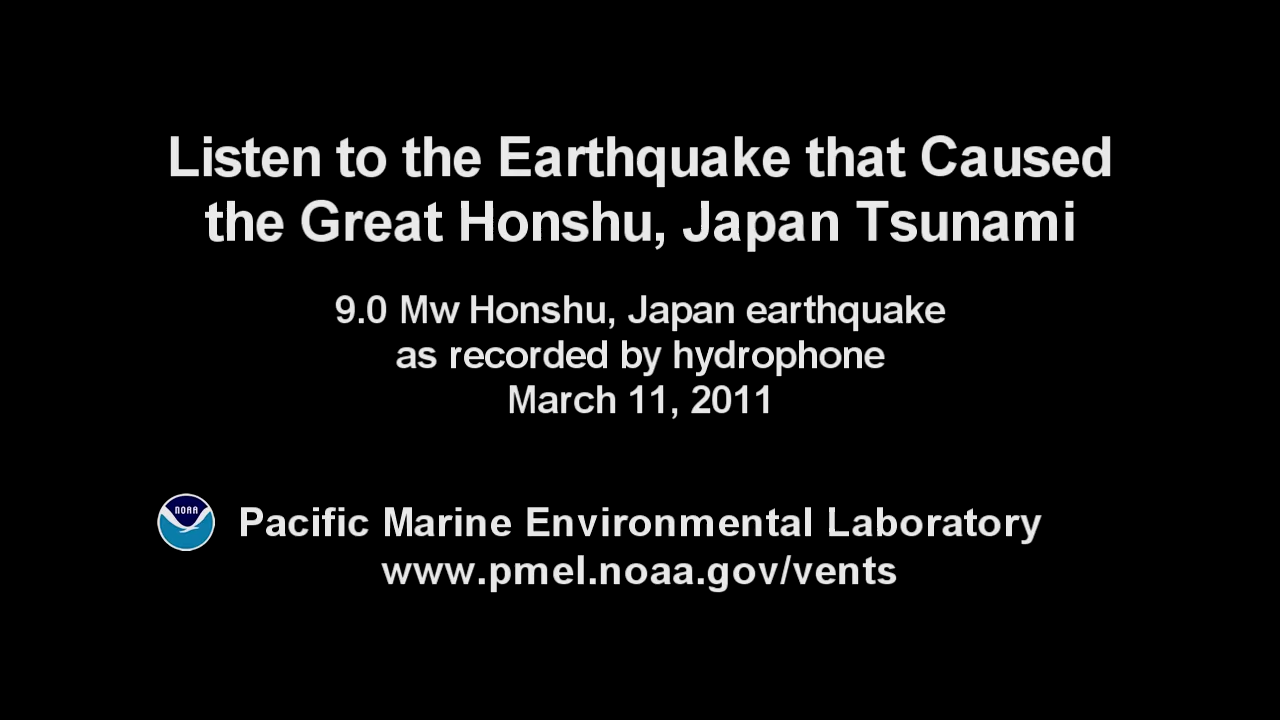 Listen to the Earthquake that Caused
the Great Honshu, Japan Tsunami
9.0 Mw Honshu, Japan earthquake
as recorded by hydrophone
March 11, 2011
NOAA
Pacific Marine Environmental Laboratory
www.pmel.noaa.gov/vents